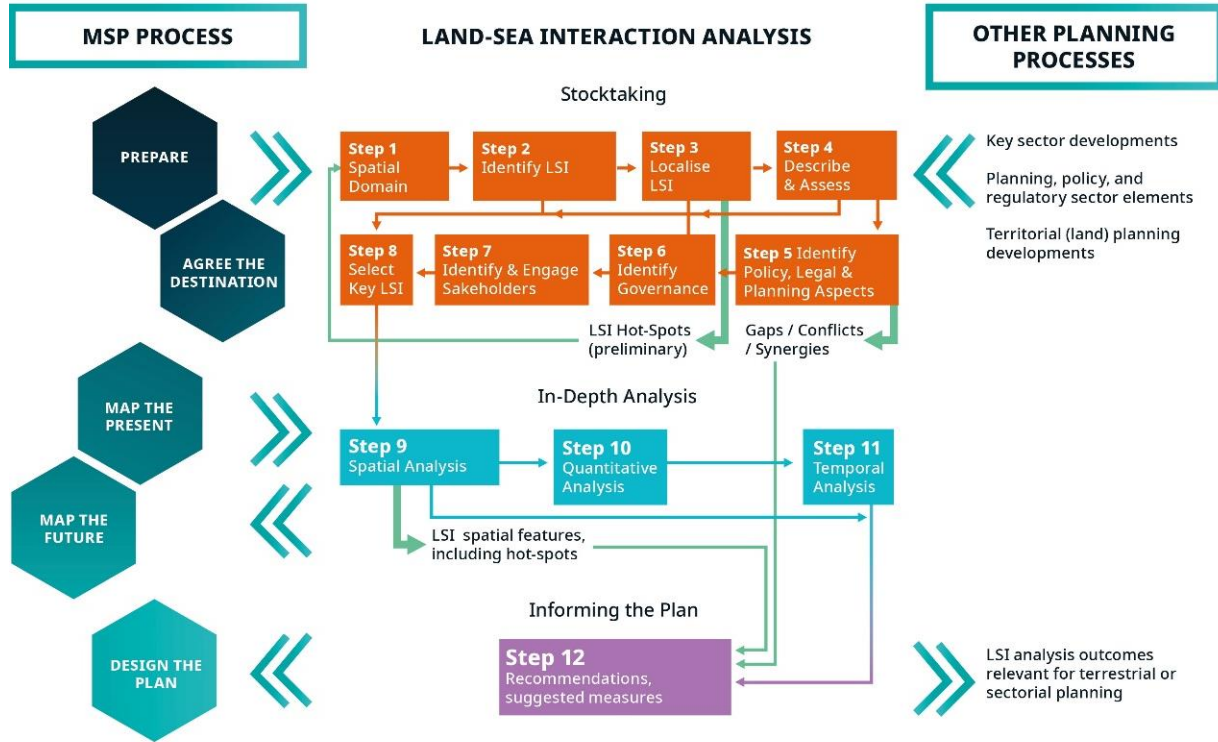 MSP PROCESS
LAND-SEA INTERACTION ANALYSIS
OTHER PLANNING
PROCESSES
Stocktaking
PREPARE
AGREE THE
DESTINATION
Step 1
Spatial
Domain
Step 2
Identify LSI
Step 3
Localise
LSI
Step 4
Describe
& Assess
Key sector developments
Planning, policy, and
regulatory sector elements
Territorial (land) planning
developments
Step 8
Select
Key LSI
Step 7
Identify & Engage
Sakeholders
Step 6
Identify
Governance
Step 5 Identify
Policy, Legal &
Planning Aspects
LSI Hot-Spots
(preliminary)
Gaps / Conflicts
/ Synergies
In-Depth Analysis
MAP THE
PRESENT
MAP THE
FUTURE
Step 9
Spatial Analysis
Step 10
Quantitative
Analysis
Step 11
Temporal
Analysis
LSI spatial features,
including hot-spots
Informing the Plan
DESIGN THE
PLAN
Step 12
Recommendations,
suggested measures
LSI analysis outcomes
relevant for terrestrial or
sectorial planning